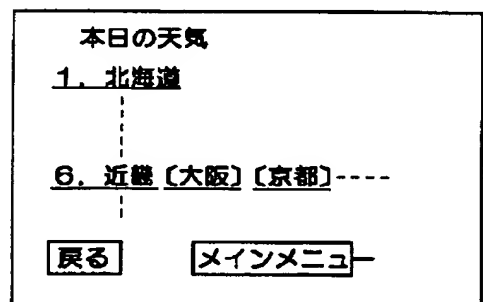 本日の天気
1. 北海道
6. 近畿 〔大阪〕 〔京都〕
戻る メインメニュー